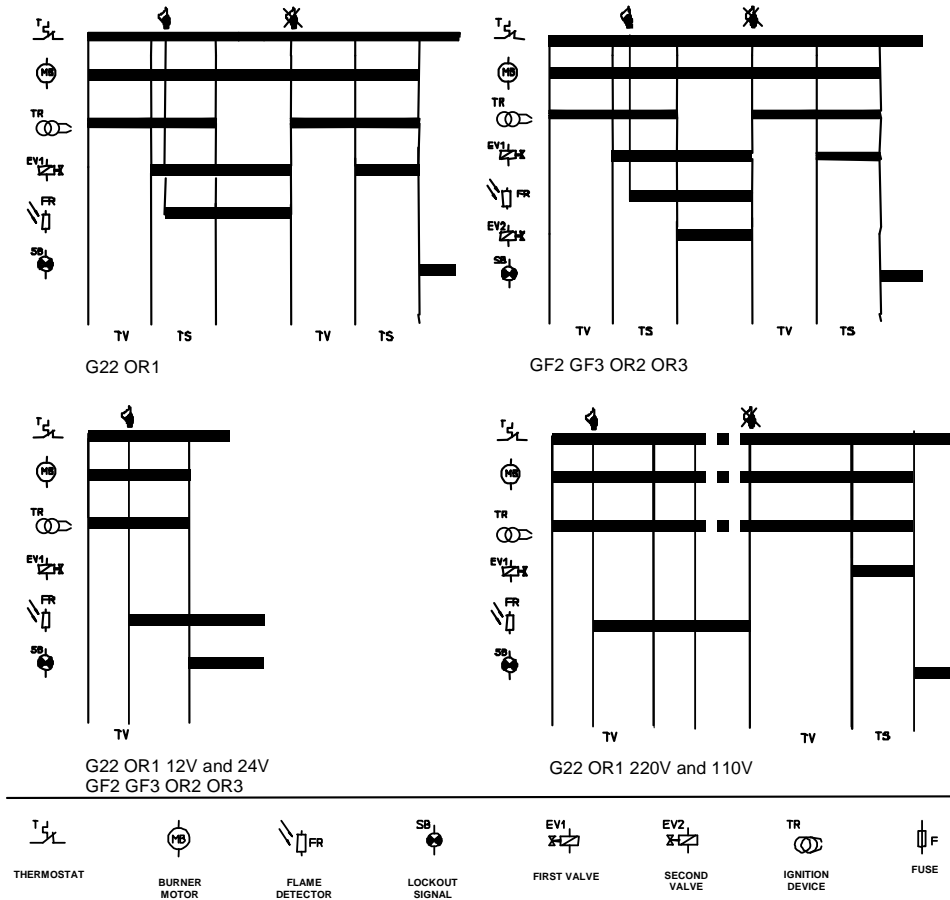 T
MB
TR
EV1
FR
SB
TV TS TV TS
G22 OR1
T
MB
TR
EV1
FR
EV2
SB
TV TS TV TS
GF2 GF3 OR2 OR3
T
MB
TR
EV1
FR
SB
TV
G22 OR1 12V and 24V
GF2 GF3 OR2 OR3
T
MB
TR
EV1
FR
SB
TV TV TS
G22 OR1 220V and 110V
T
THERMOSTAT
MB
BURNER
MOTOR
FR
FLAME
DETECTOR
SB
LOCKOUT
SIGNAL
EV1
FIRST VALVE
EV2
SECOND
VALVE
TR
IGNITION
DEVICE
F
FUSE